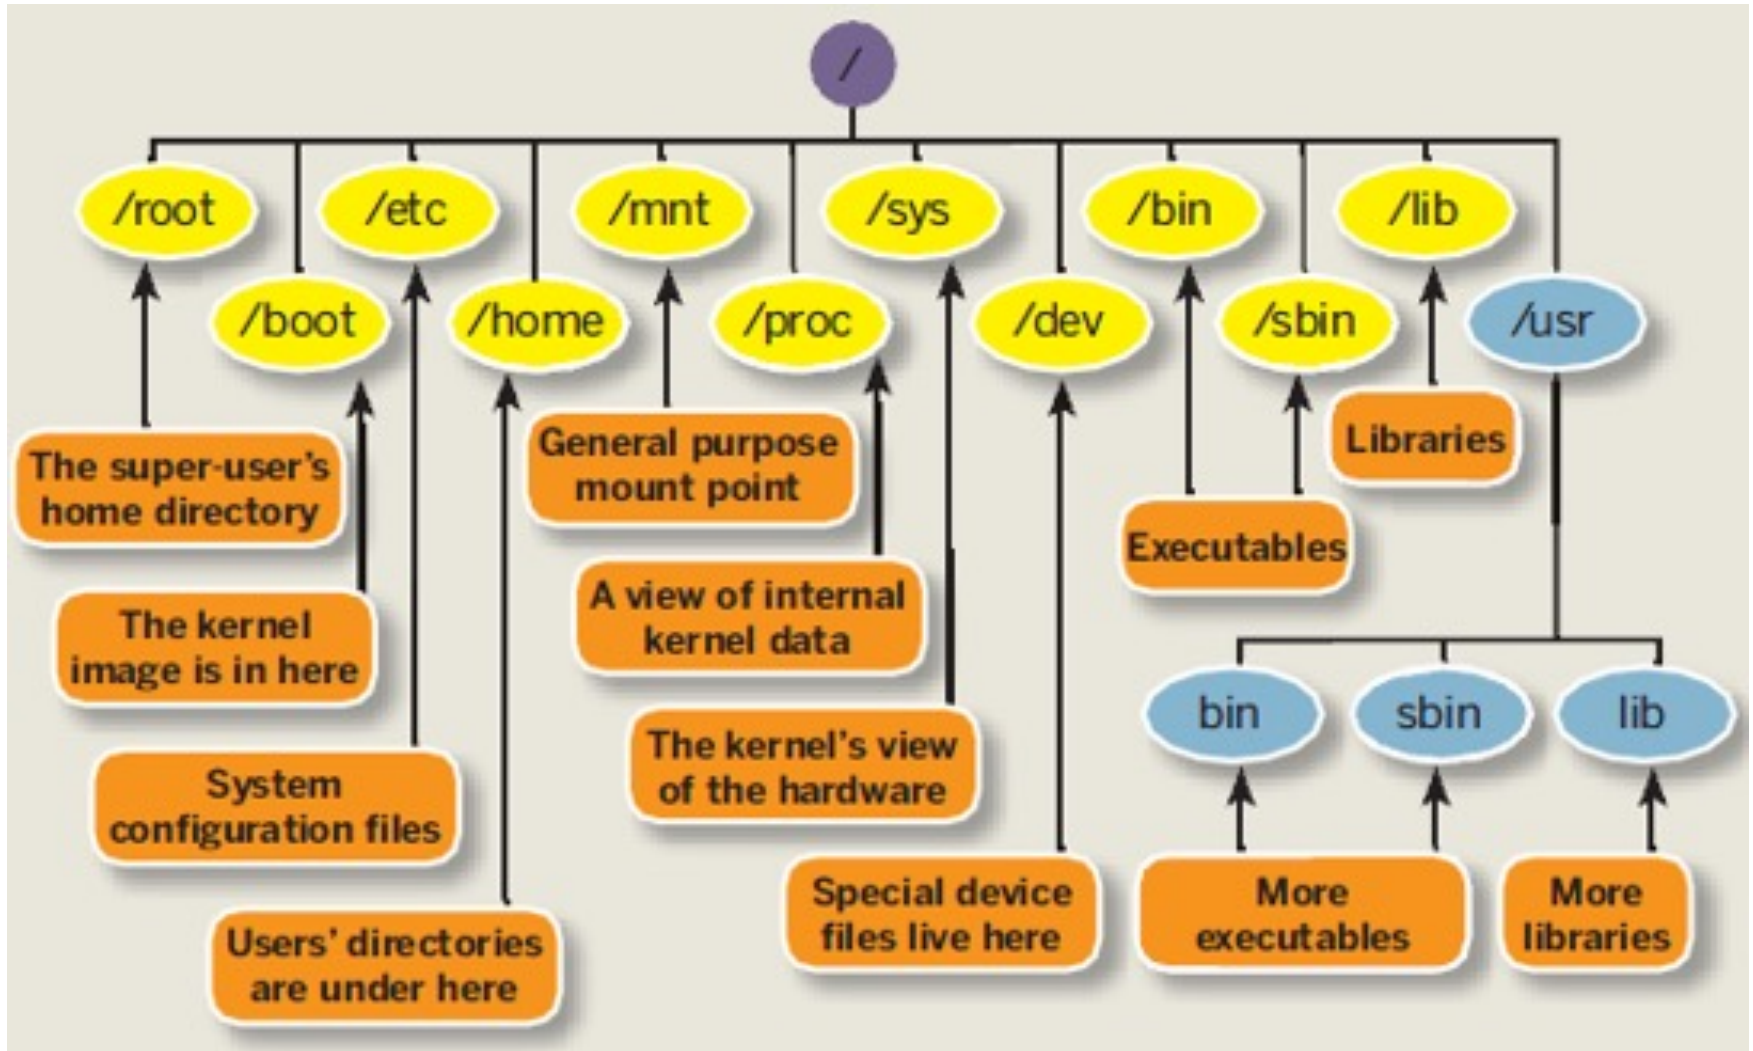 /
/root
/etc
/mnt
/sys
/bin
/lib
/boot
/home
/proc
/dev
/sbin
/usr
The super-user's
home directory
General purpose
mount point
Libraries
Executables
The kernel
image is in here
A view of internal
kernel data
System
configuration files
The kernel's view
of the hardware
bin
sbin
lib
Users' directories
are under here
Special device
files live here
More
executables
More
libraries